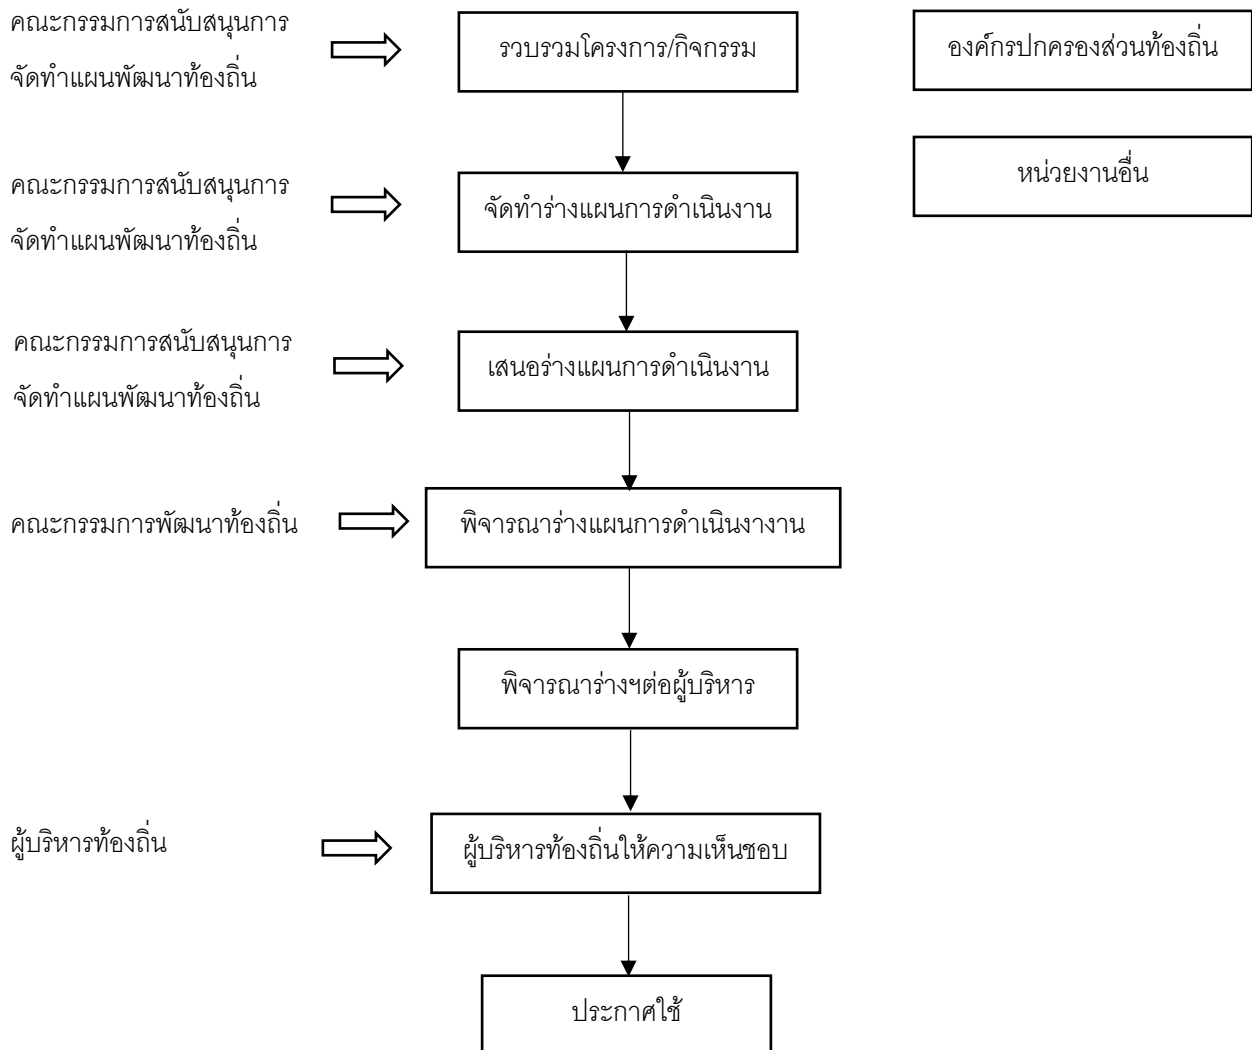 คณะกรรมการสนับสนุนการ
จัดทำแผนพัฒนาท้องถิ่น
รวบรวมโครงการ/กิจกรรม
องค์กรปกครองส่วนท้องถิ่น
หน่วยงานอื่น
คณะกรรมการสนับสนุนการ
จัดทำแผนพัฒนาท้องถิ่น
จัดทำร่างแผนการดำเนินงาน
คณะกรรมการสนับสนุนการ
จัดทำแผนพัฒนาท้องถิ่น
เสนอร่างแผนการดำเนินงาน
คณะกรรมการพัฒนาท้องถิ่น
พิจารณาร่างแผนการดำเนินงางาน
พิจารณาร่างฯต่อผู้บริหาร
ผู้บริหารท้องถิ่น
ผู้บริหารท้องถิ่นให้ความเห็นชอบ
ประกาศใช้